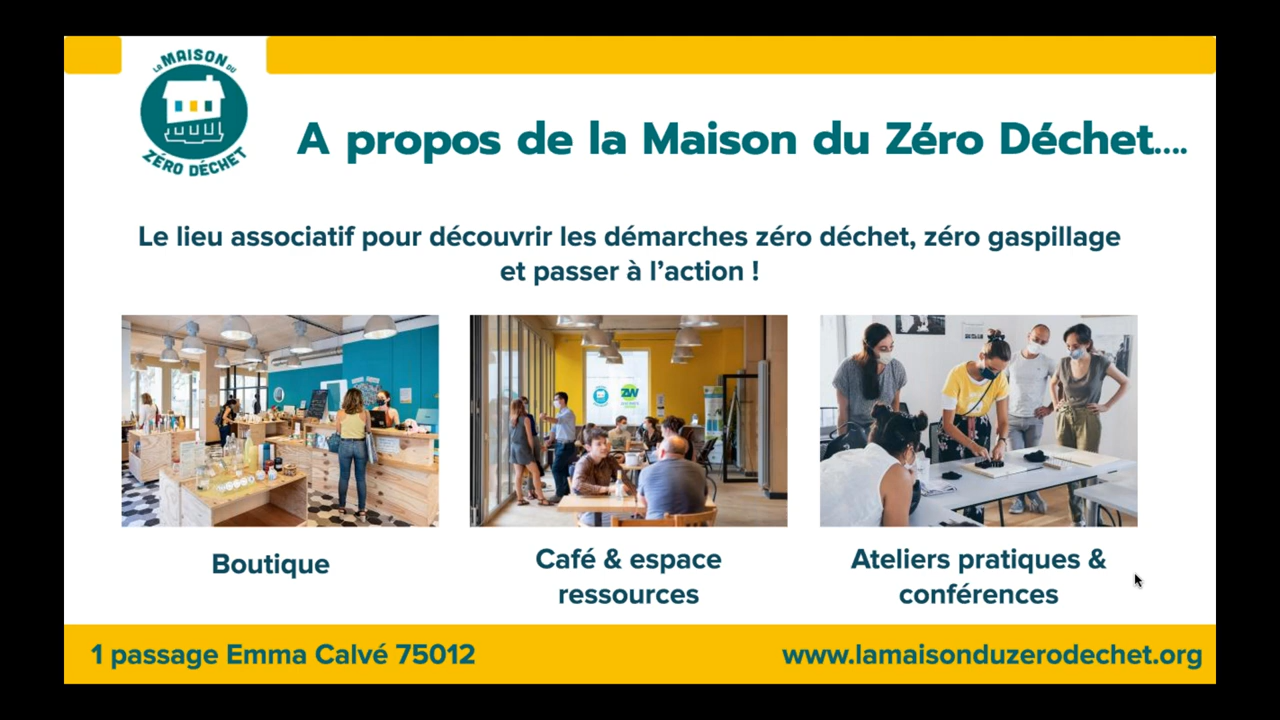 LA MAISON DU
ZÉRO DÉCHET
A propos de la Maison du Zéro Déchet....
Le lieu associatif pour découvrir les démarches zéro déchet, zéro gaspillage
et passer à l’action !
ZW
Boutique
Café & espace
ressources
Ateliers pratiques &
conférences
1 passage Emma Calvé 75012
www.lamaisonduzerodechet.org